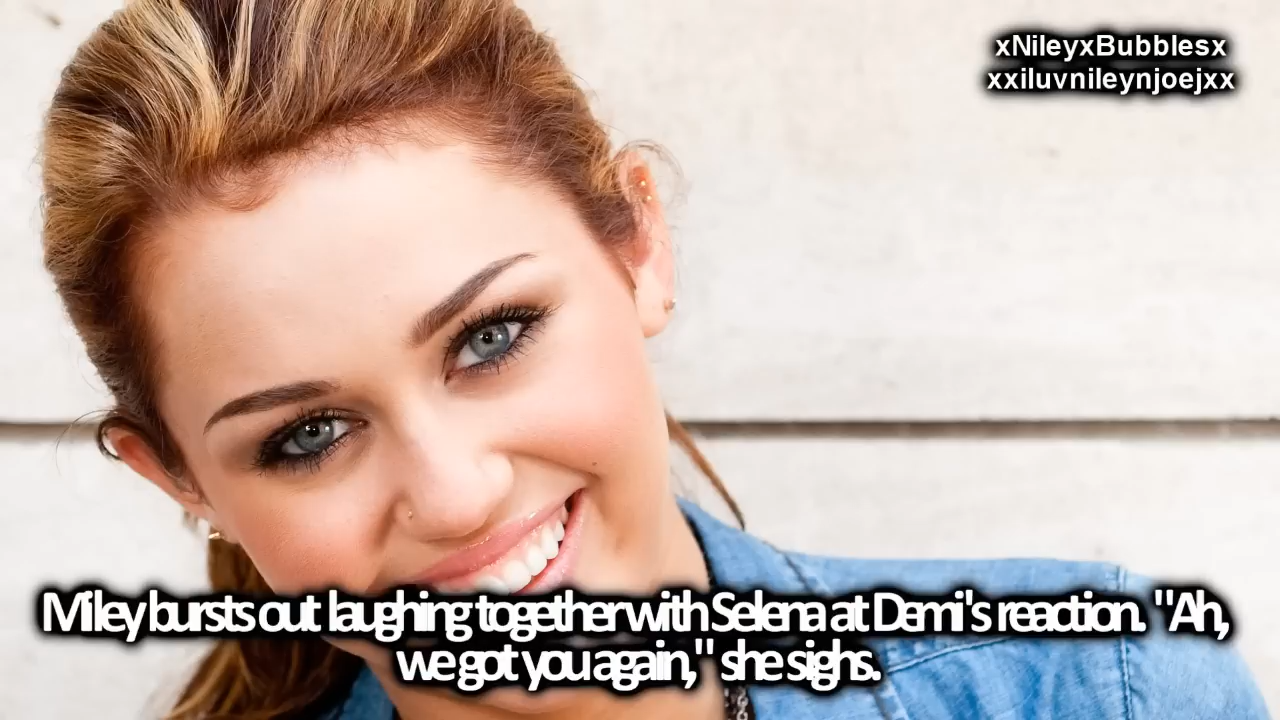 xNileyxBubblesx
xxiluvnileynjoejxx
Miley bursts out laughing together with Selena at Demi's reaction. "Ah,
we got you again," she sighs.